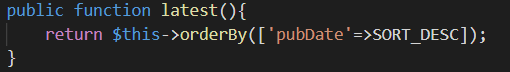 public function latest(){
    return $this->orderBy(['pubDate'=>SORT_DESC]);
}